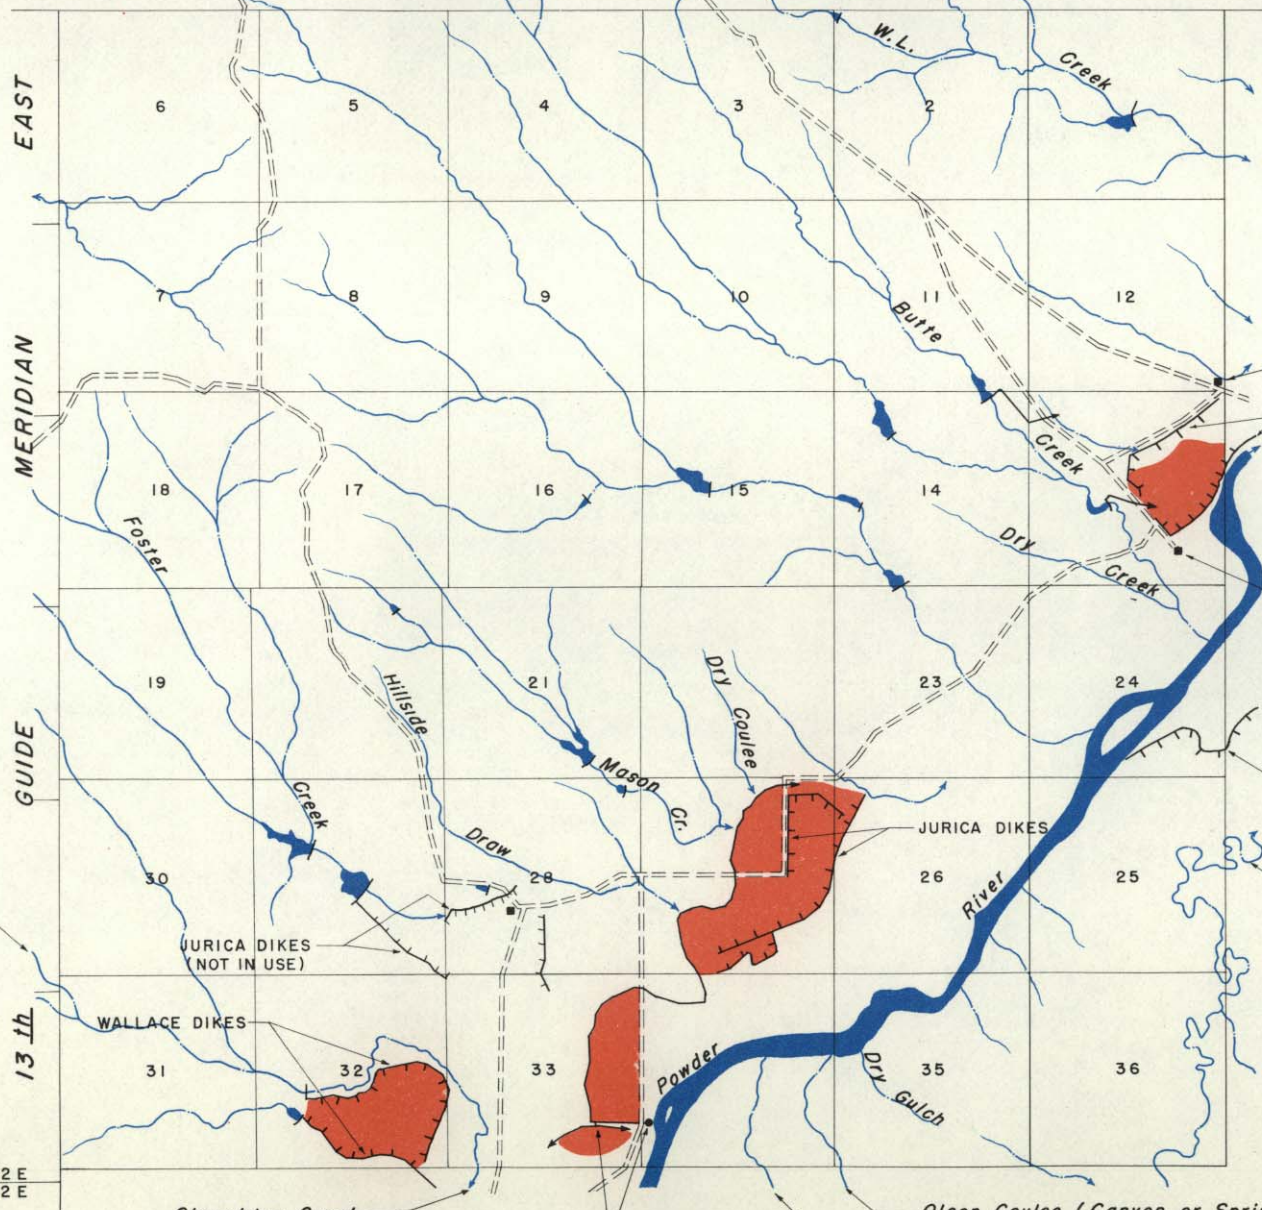 EAST
MERIDIAN
GUIDE
13 th
W.L.
Creek
6
5
4
3
2
7
8
9
10
11
12
Butte
Creek
18
17
16
15
14
Foster
Dry
Creek
19
21
23
24
Hillside
Dry
Coulee
Mason
Cr.
Creek
Draw
JURICA DIKES
30
28
26
25
River
JURICA DIKES
(NOT IN USE)
WALLACE DIKES
31
32
33
35
36
Powder
Dry
Gulch
2 E
2 E